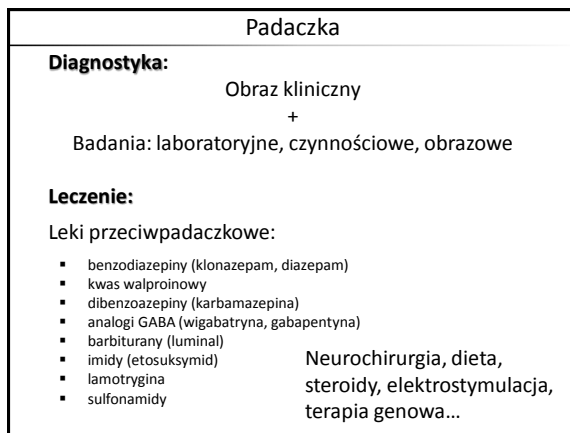 Padaczka
Diagnostyka:
Obraz kliniczny
+
Badania: laboratoryjne, czynnościowe, obrazowe
Leczenie:
Leki przeciwpadaczkowe:
▪ benzodiazepiny (klonazepam, diazepam)
▪ kwas walproinowy
▪ dibenzoazepiny (karbamazepina)
▪ analogi GABA (wigabatryna, gabapentyna)
▪ barbiturany (luminal)
▪ imidy (etosuksymid)
▪ lamotrygina
▪ sulfonamidy
Neurochirurgia, dieta,
steroidy, elektrostymulacja,
terapia genowa...